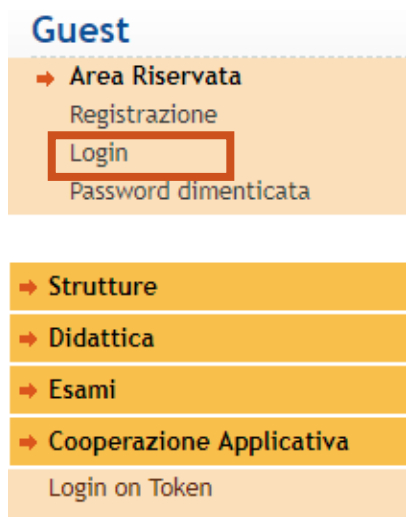 Guest
Area Riservata
Registrazione
Login
Password dimenticata
Strutture
Didattica
Esami
Cooperazione Applicativa
Login on Token